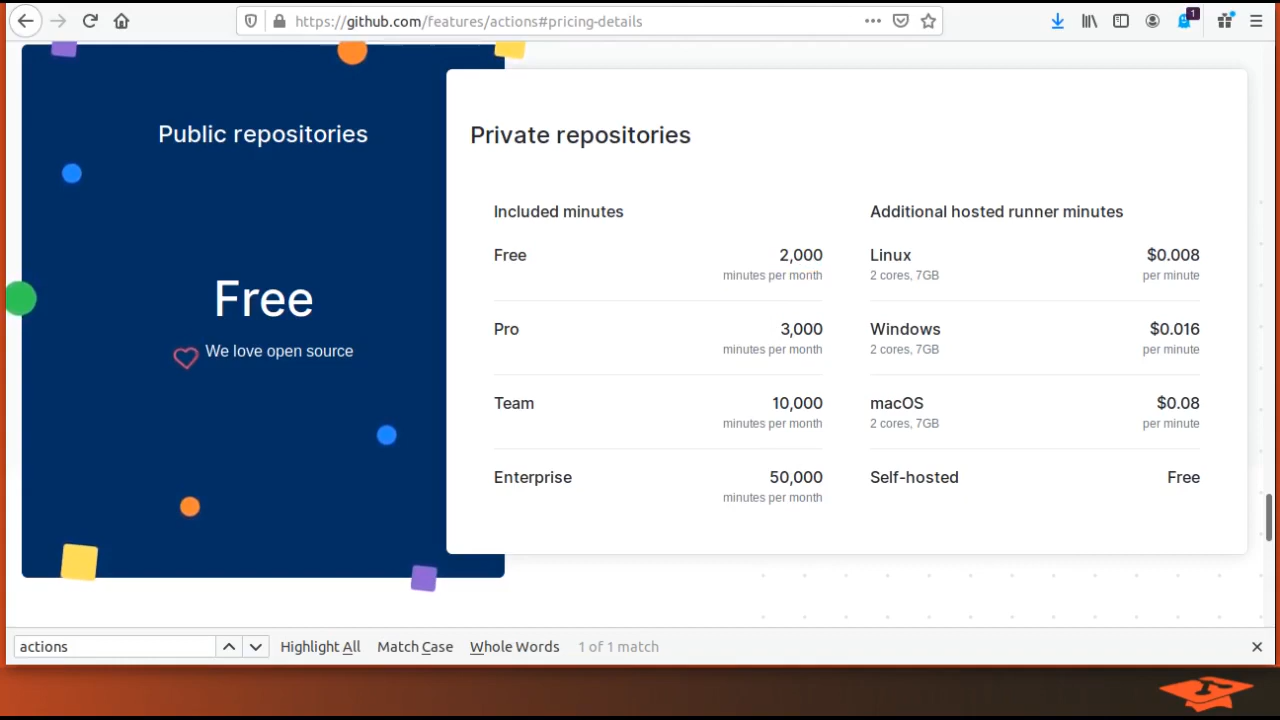 https://github.com/features/actions#pricing-details
1
Public repositories
Free
We love open source
Private repositories
Included minutes
Free 2,000
minutes per month
Pro 3,000
minutes per month
Team 10,000
minutes per month
Enterprise 50,000
minutes per month
Additional hosted runner minutes
Linux $0.008
2 cores, 7GB per minute
Windows $0.016
2 cores, 7GB per minute
macOS $0.08
2 cores, 7GB per minute
Self-hosted Free
actions Highlight All Match Case Whole Words 1 of 1 match